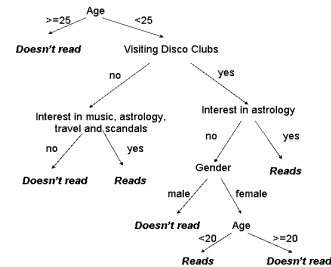 Age
>=25
<25
Doesn't read
Visiting Disco Clubs
no
yes
Interest in music, astrology,
travel and scandals
Interest in astrology
no
yes
no
yes
Doesn't read
Reads
Gender
Reads
male
female
Doesn't read
Age
<20
>=20
Reads
Doesn't read